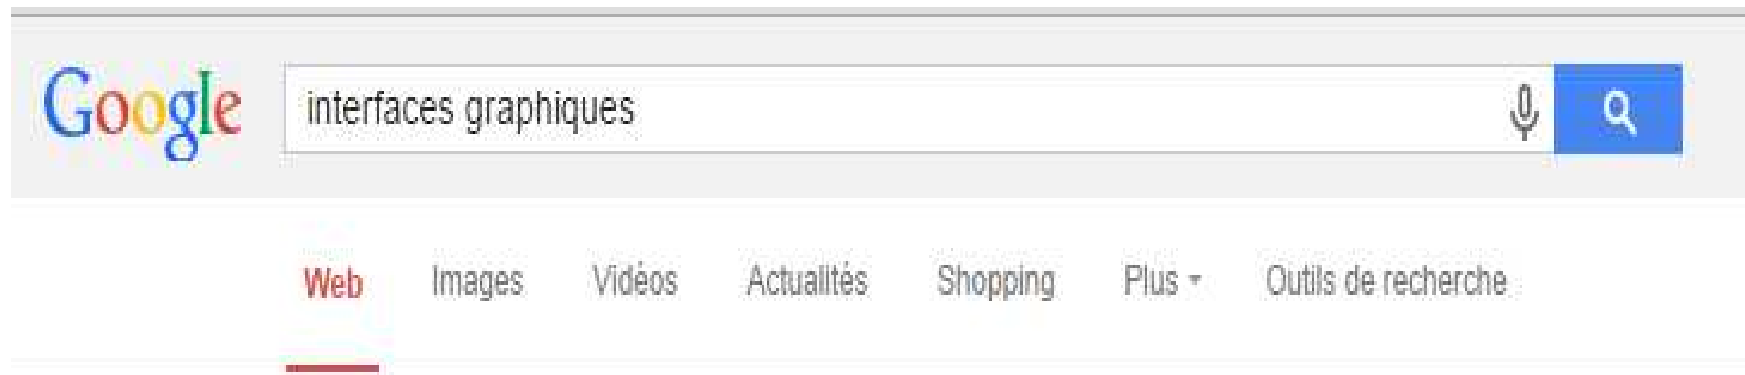 Google interfaces graphiques
Web Images Vidéos Actualités Shopping Plus Outils de recherche